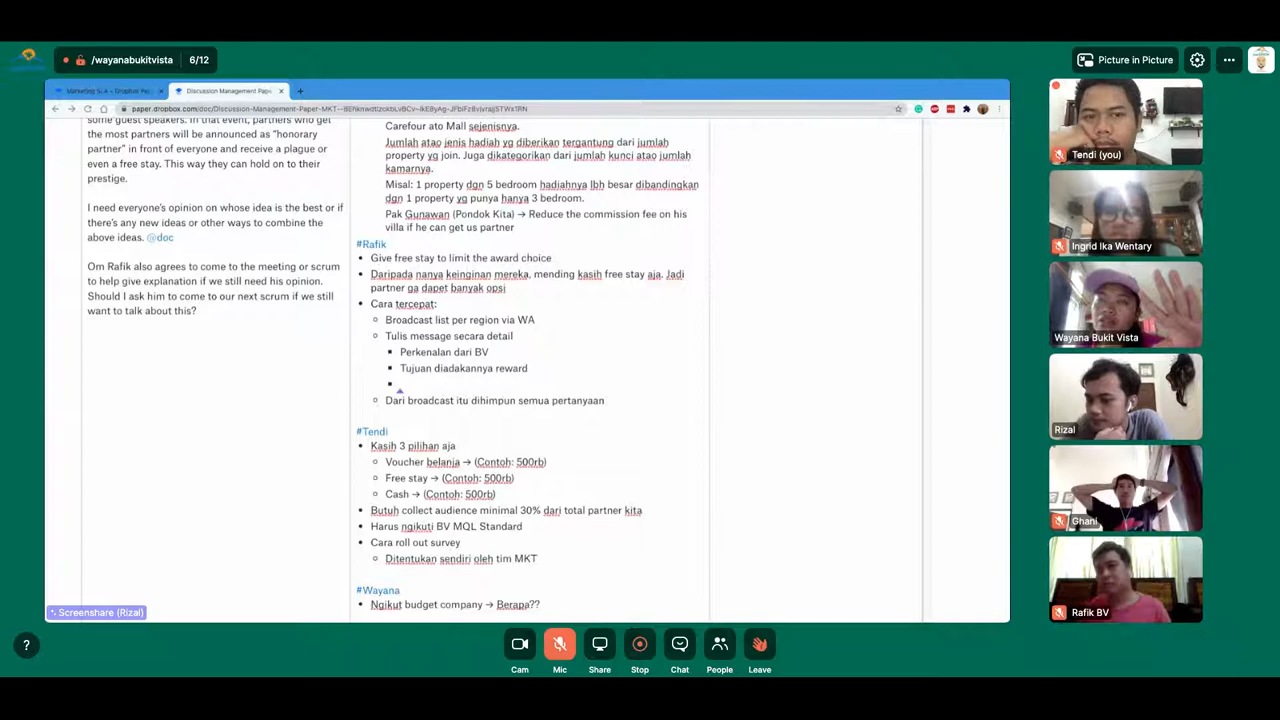 /wayanabukitvista
6/12
Picture in Picture
Discussion Management Pape
some guest speakers. In that event, partners who get
the most partners will be announced as "honorary
partner" in front of everyone and receive a plague or
even a free stay. This way they can hold on to their
prestige.
I need everyone's opinion on whose idea is the best or if
there's any new ideas or other ways to combine the
above ideas. @doc
Om Rafik also agrees to come to the meeting or scrum
to help give explanation if we still need his opinion.
Should I ask him to come to our next scrum if we still
want to talk about this?
Carefour ato Mall sejenisnya.
Jumlah atao jenis hadiah yg diberikan tergantung dari jumlah
property yg join. Juga dikategorikan dari jumlah kunci atao jumlah
kamarnya.
Misal: 1 property dgn 5 bedroom hadiahnya lbh besar dibandingkan
dgn 1 property yg punya hanya 3 bedroom.
Pak Gunawan (Pondok Kita) → Reduce the commission fee on his
villa if he can get us partner
#Rafik
Give free stay to limit the award choice
Daripada nanya keinginan mereka, mending kasih free stay aja. Jadi
partner ga dapet banyak opsi
Cara tercepat:
Broadcast list per region via WA
Tulis message secara detail
Perkenalan dari BV
Tujuan diadakannya reward
Dari broadcast itu dihimpun semua pertanyaan
#Tendi
Kasih 3 pilihan aja
Voucher belanja → (Contoh: 500rb)
Free stay → (Contoh: 500rb)
Cash → (Contoh: 500rb)
Butuh collect audience minimal 30% dari total partner kita
Harus ngikuti BV MQL Standard
Cara roll out survey
Ditentukan sendiri oleh tim MKT
#Wayana
Ngikut budget company → Berapa??
Screenshare (Rizal)
Tendi (you)
Ingrid Ika Wentary
Wayana Bukit Vista
Rizal
Ghani
Rafik BV
?
Cam
Mic
Share
Stop
Chat
People
Leave